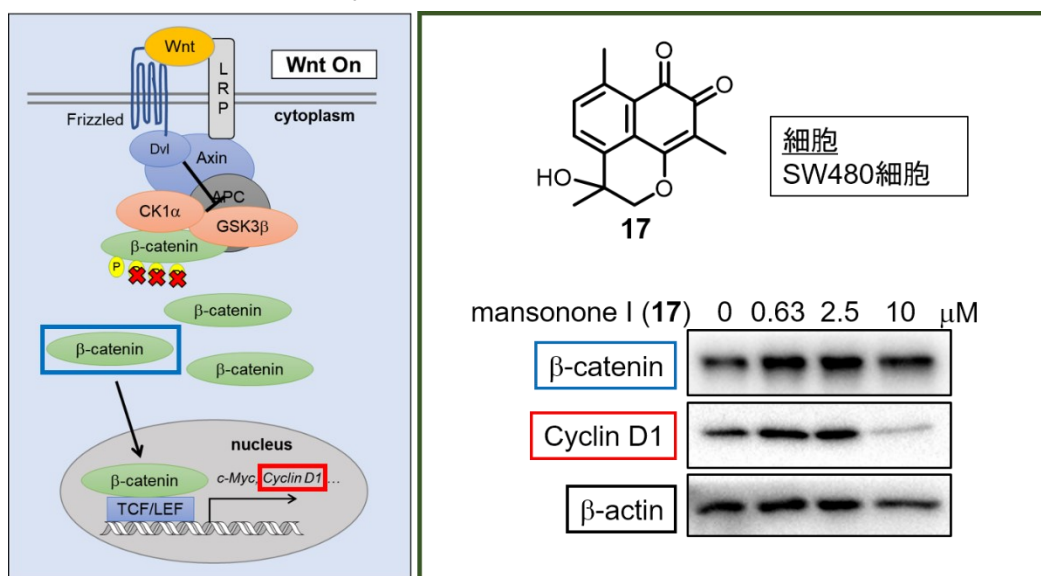 Wnt
Wnt On
L
R
P
Frizzled
cytoplasm
Dvl
Axin
APC
CK1α
GSK3β
β-catenin
P
β-catenin
β-catenin
β-catenin
nucleus
β-catenin
c-Myc, Cyclin D1 ...
TCF/LEF
O
O
HO
O
17
細胞
SW480細胞
mansonone I (17) 0 0.63 2.5 10 μM
β-catenin
Cyclin D1
β-actin